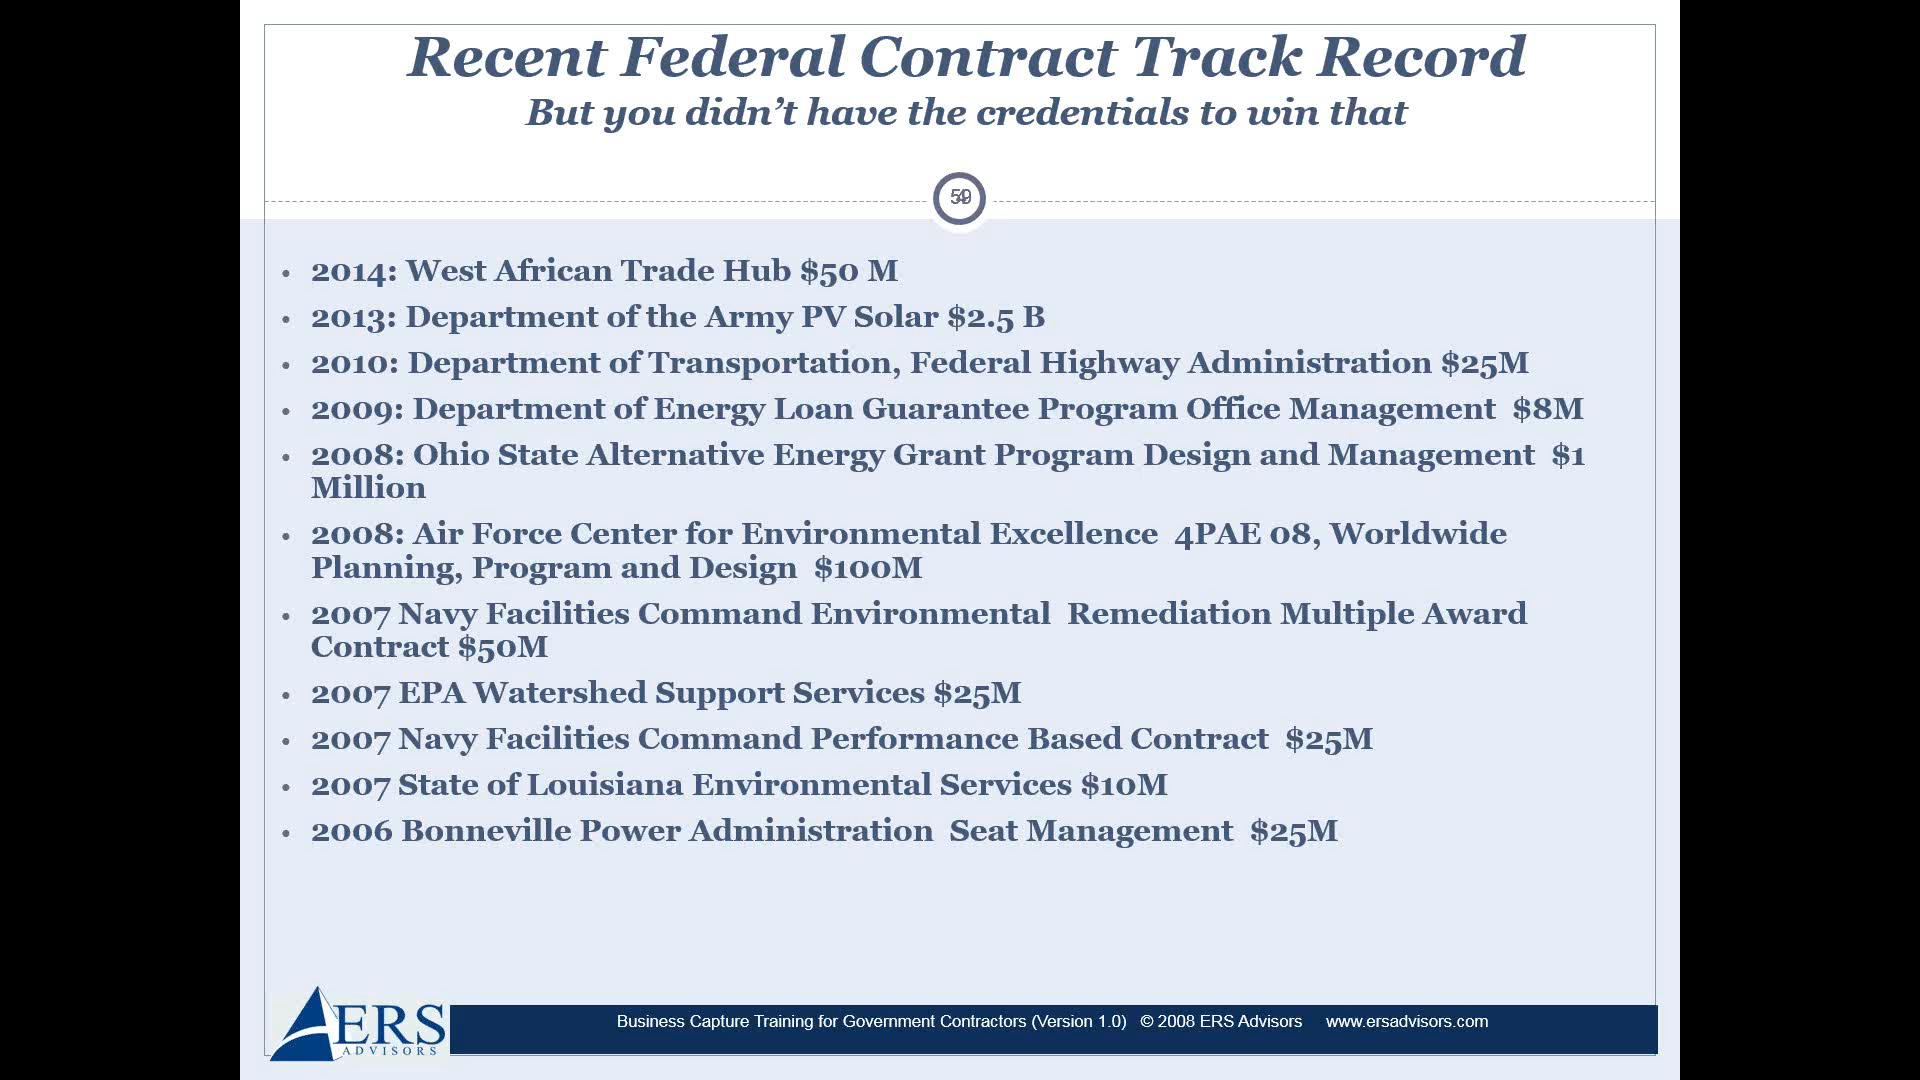 Recent Federal Contract Track Record
But you didn’t have the credentials to win that
• 2014: West African Trade Hub $50 M
• 2013: Department of the Army PV Solar $2.5 B
• 2010: Department of Transportation, Federal Highway Administration $25M
• 2009: Department of Energy Loan Guarantee Program Office Management $8M
• 2008: Ohio State Alternative Energy Grant Program Design and Management $1
Million
• 2008: Air Force Center for Environmental Excellence 4PAE 08, Worldwide
Planning, Program and Design $100M
• 2007 Navy Facilities Command Environmental Remediation Multiple Award
Contract $50M
• 2007 EPA Watershed Support Services $25M
• 2007 Navy Facilities Command Performance Based Contract $25M
• 2007 State of Louisiana Environmental Services $10M
• 2006 Bonneville Power Administration Seat Management $25M
ERS
ADVISORS
Business Capture Training for Government Contractors (Version 1.0) © 2008 ERS Advisors www.ersadvisors.com